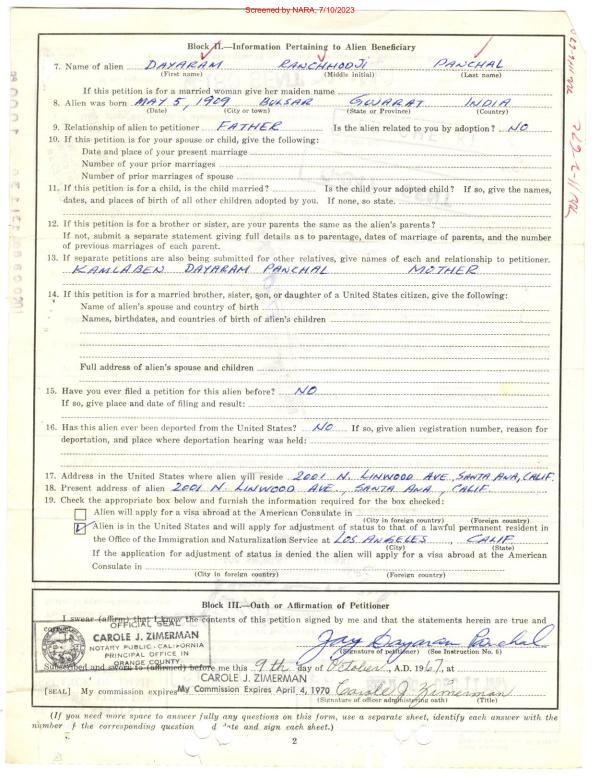 Screened by NARA, 7/10/2023
Block II.—Information Pertaining to Alien Beneficiary
7. Name of alien DAYARAM RANCHHODJI PANCHAL
(First name) (Middle initial) (Last name)
If this petition is for a married woman give her maiden name
8. Alien was born MAY 5, 1909 BULSAR GUJARAT INDIA
(Date) (City or town) (State or Province) (Country)
9. Relationship of alien to petitioner FATHER Is the alien related to you by adoption? NO
10. If this petition is for your spouse or child, give the following:
Date and place of your present marriage
Number of your prior marriages
Number of prior marriages of spouse
11. If this petition is for a child, is the child married? Is the child your adopted child? If so, give the names,
dates, and places of birth of all other children adopted by you. If none, so state.
12. If this petition is for a brother or sister, are your parents the same as the alien's parents?
If not, submit a separate statement giving full details as to parentage, dates of marriage of parents, and the number
of previous marriages of each parent.
13. If separate petitions are also being submitted for other relatives, give names of each and relationship to petitioner.
KAMLABEN DAYARAM PANCHAL MOTHER
14. If this petition is for a married brother, sister, son, or daughter of a United States citizen, give the following:
Name of alien's spouse and country of birth
Names, birthdates, and countries of birth of alien's children
Full address of alien's spouse and children
15. Have you ever filed a petition for this alien before? NO
If so, give place and date of filing and result:
16. Has this alien ever been deported from the United States? NO If so, give alien registration number, reason for
deportation, and place where deportation hearing was held:
17. Address in the United States where alien will reside 2001 N. LINWOOD AVE, SANTA ANA, CALIF.
18. Present address of alien 2001 N. LINWOOD AVE., SANTA ANA, CALIF.
19. Check the appropriate box below and furnish the information required for the box checked:
Alien will apply for a visa abroad at the American Consulate in
(City in foreign country) (Foreign country)
Alien is in the United States and will apply for adjustment of status to that of a lawful permanent resident in
the Office of the Immigration and Naturalization Service at LOS ANGELES, CALIF
(City) (State)
If the application for adjustment of status is denied the alien will apply for a visa abroad at the American
Consulate in
(City in foreign country) (Foreign country)
Block III.—Oath or Affirmation of Petitioner
I swear (affirm) that I know the contents of this petition signed by me and that the statements herein are true and
OFFICIAL SEAL
CAROLE J. ZIMERMAN
NOTARY PUBLIC - CALIFORNIA
PRINCIPAL OFFICE IN
ORANGE COUNTY
Jay Dayaram Panchal
(Signature of petitioner) (See Instruction No. 6)
Subscribed and sworn to (affirmed) before me this 9th day of October, A.D. 1967, at
CAROLE J. ZIMERMAN
[SEAL] My commission expires My Commission Expires April 4, 1970 Carole J. Zimerman
(Signature of officer administering oath) (Title)
(If you need more space to answer fully any questions on this form, use a separate sheet, identify each answer with the
number of the corresponding question and date and sign each sheet.)
2